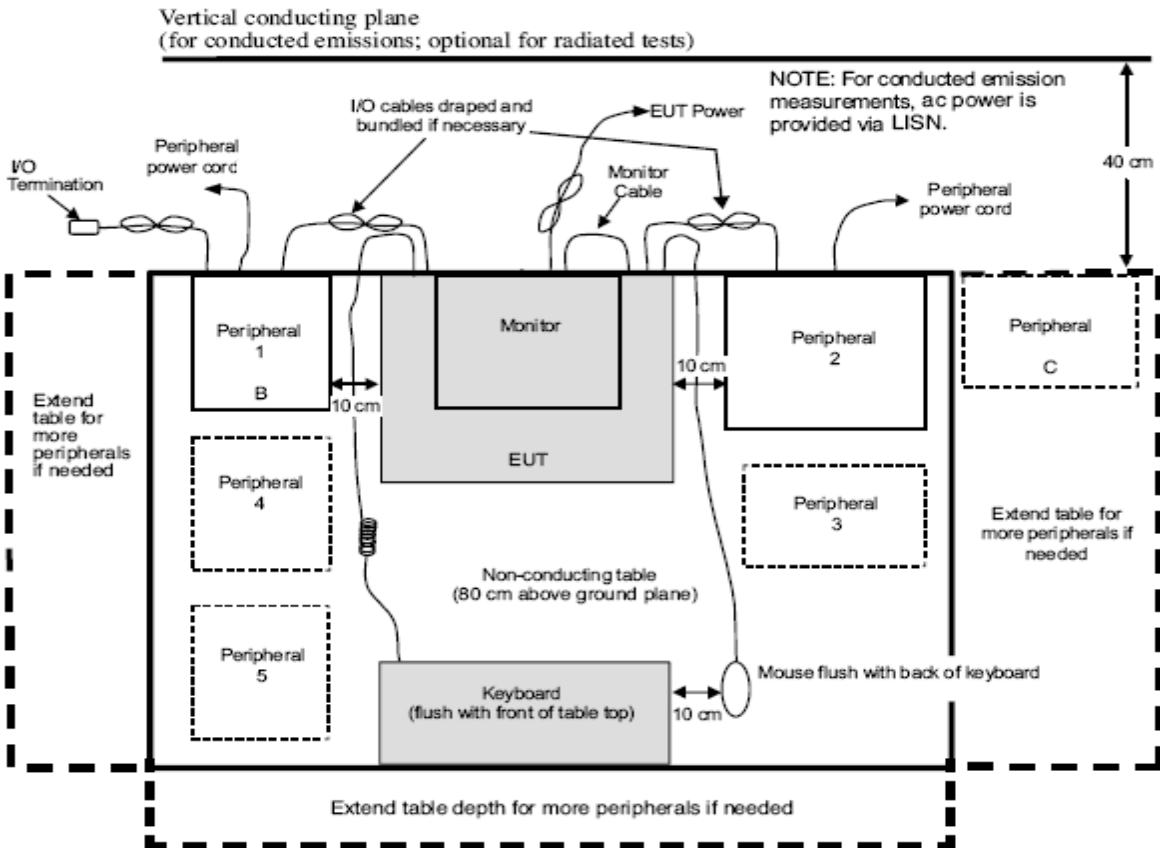 Vertical conducting plane
(for conducted emissions; optional for radiated tests)
NOTE: For conducted emission
measurements, ac power is
provided via LISN.
I/O cables draped and
bundled if necessary
EUT Power
40 cm
Peripheral
power cord
I/O
Termination
Monitor
Cable
Peripheral
power cord
Peripheral
1
B
Monitor
Peripheral
2
Peripheral
C
10 cm
10 cm
Extend
table for
more
peripherals
if needed
EUT
Peripheral
4
Peripheral
3
Extend table for
more peripherals if
needed
Non-conducting table
(80 cm above ground plane)
Peripheral
5
Keyboard
(flush with front of table top)
10 cm
Mouse flush with back of keyboard
Extend table depth for more peripherals if needed